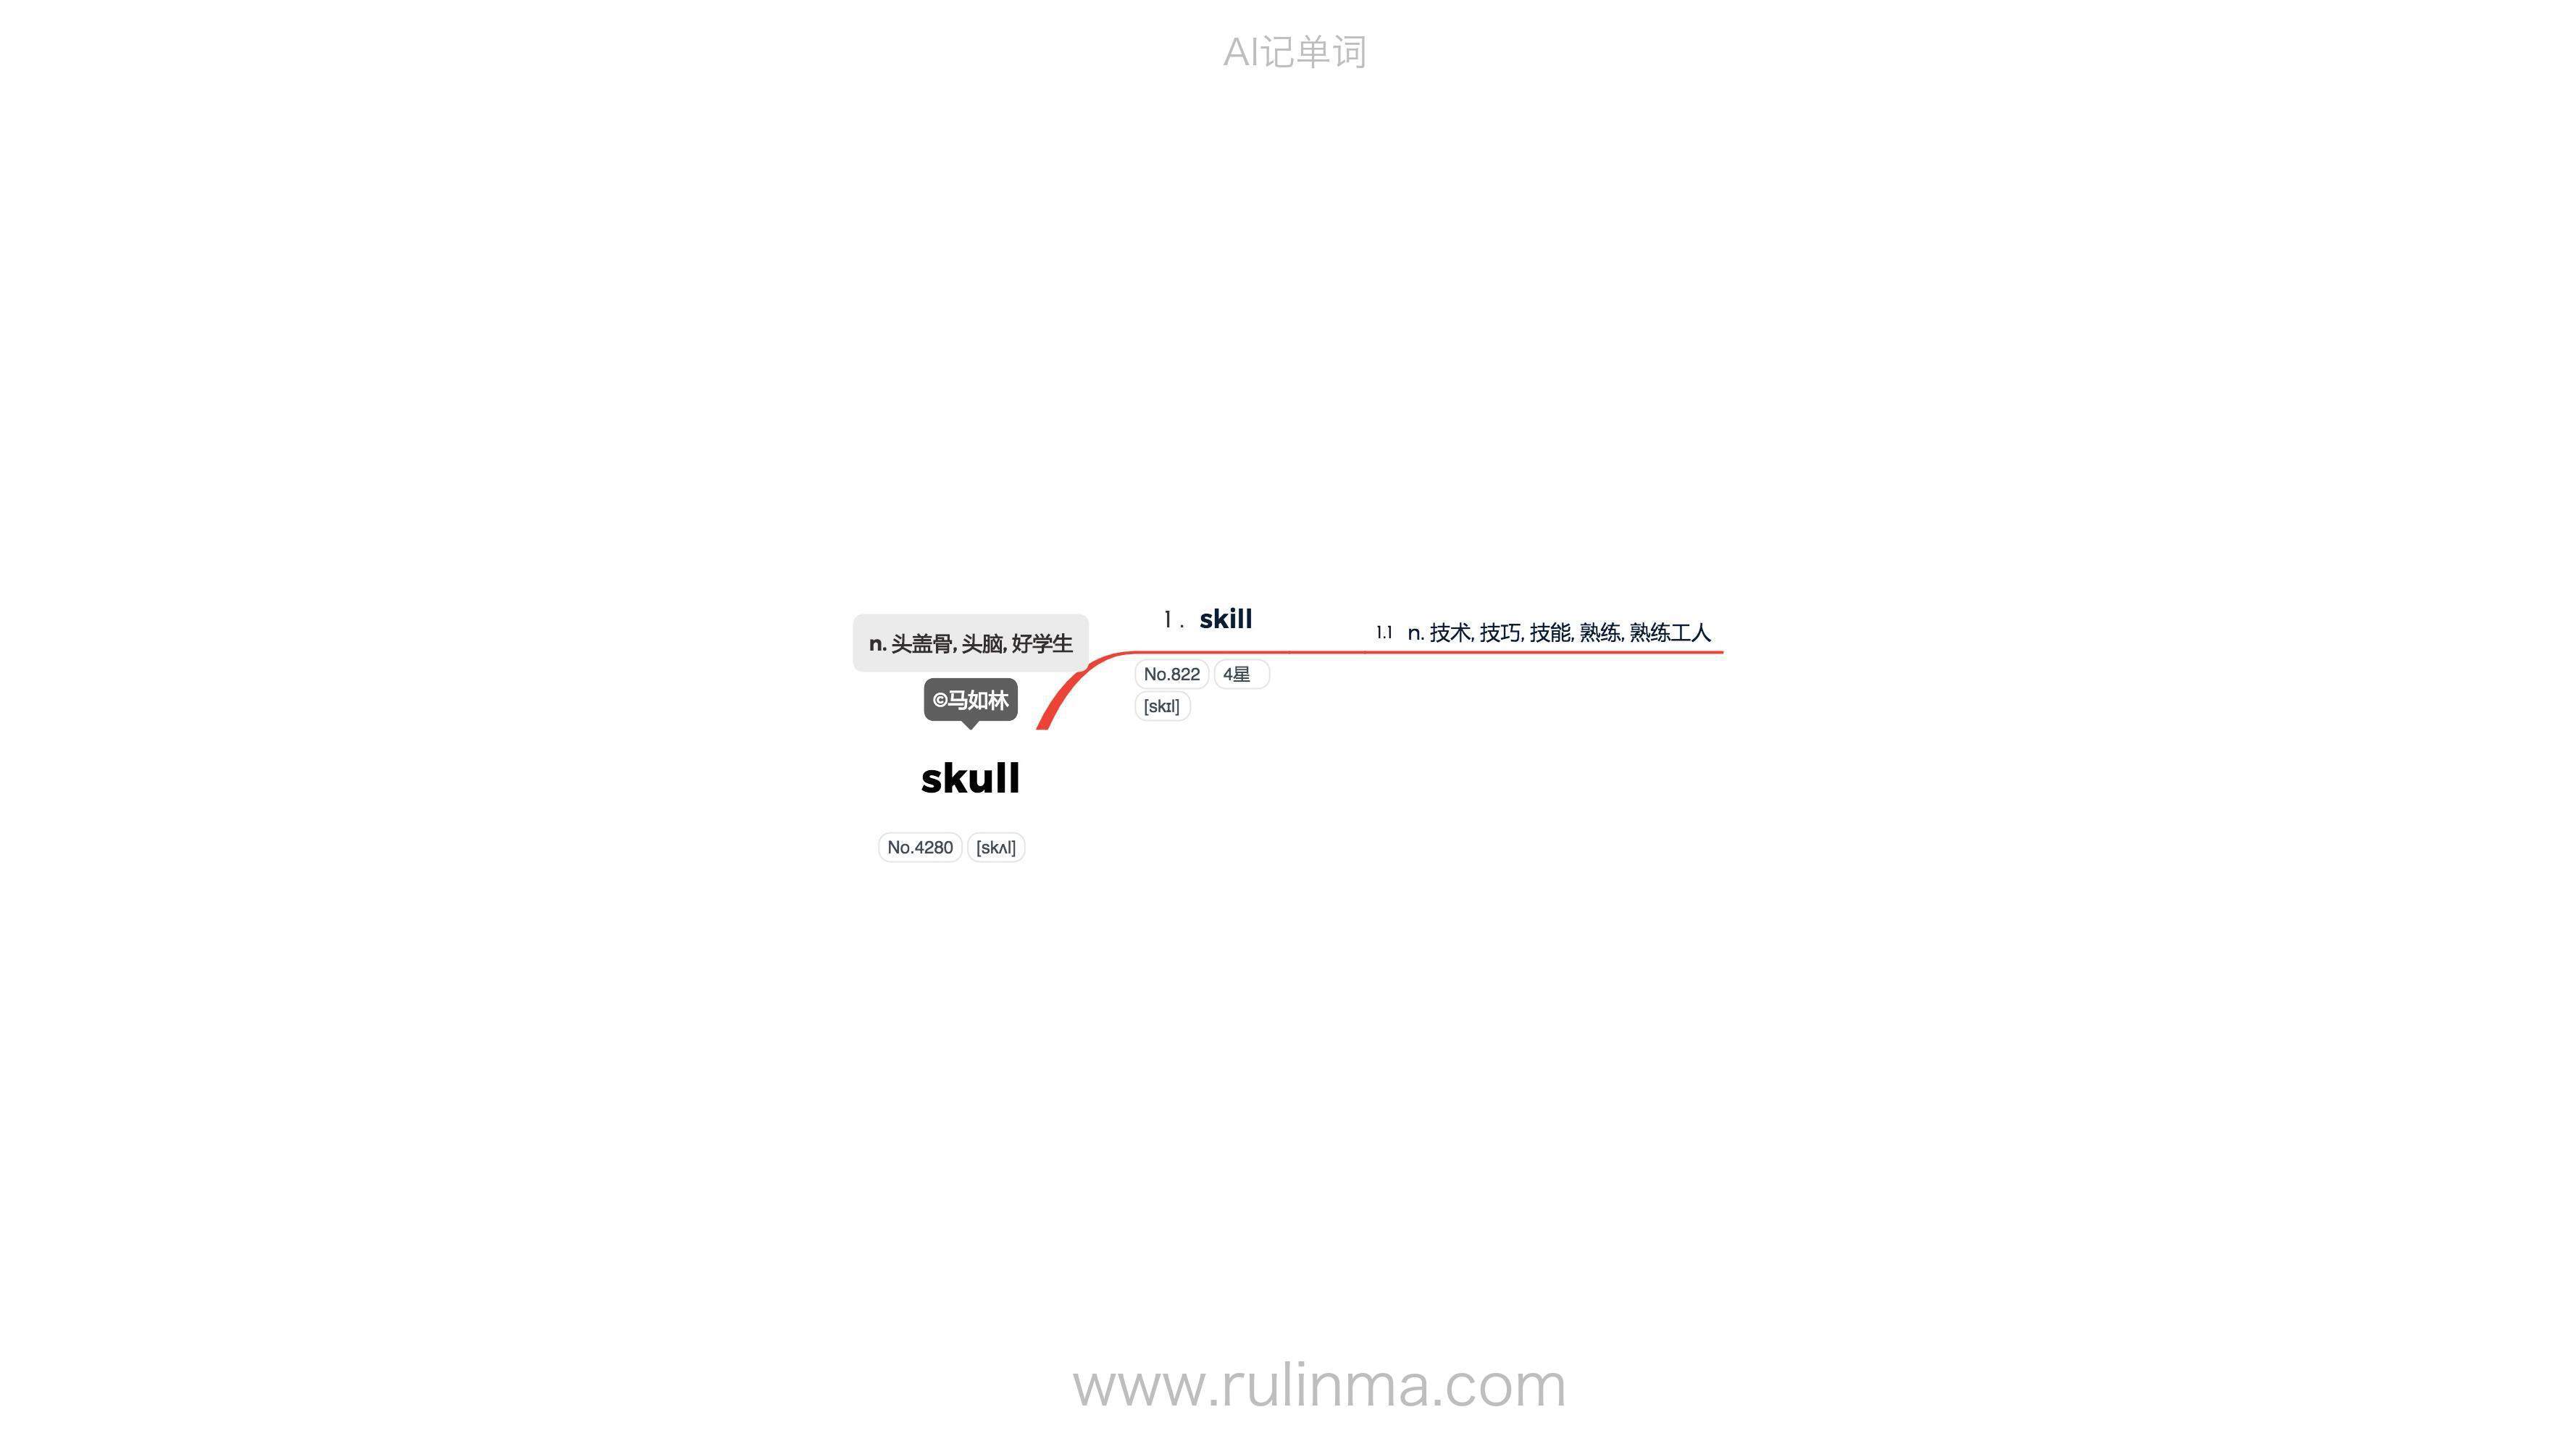 AI记单词
n. 头盖骨, 头脑, 好学生
©马如林
skull
No.4280 [skʌl]
1. skill
No.822 4星
[skɪl]
1.1 n. 技术, 技巧, 技能, 熟练, 熟练工人
www.rulinma.com